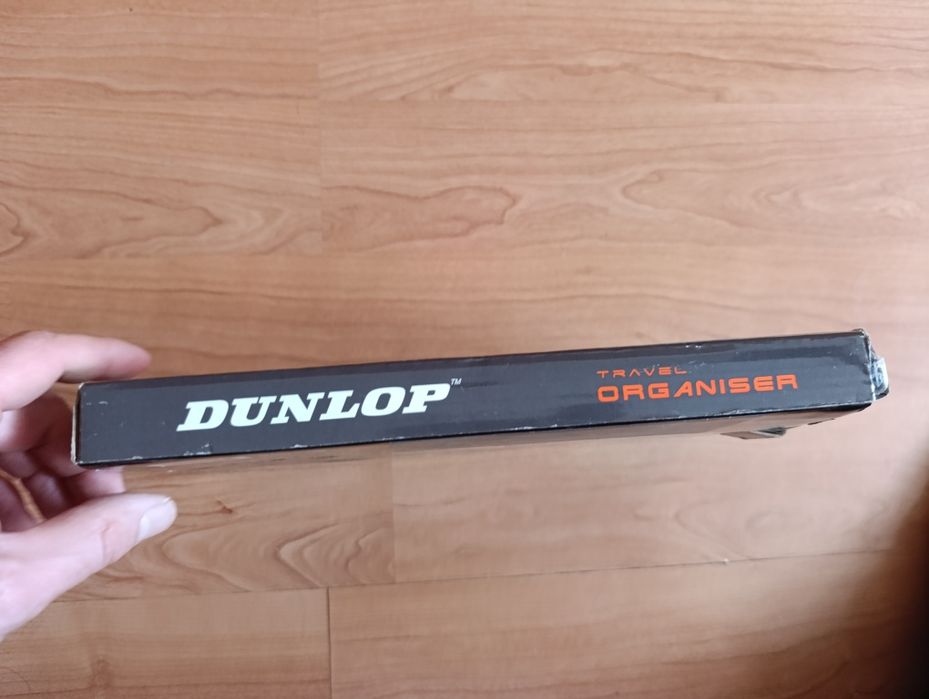 DUNLOP™
TRAVEL
ORGANISER